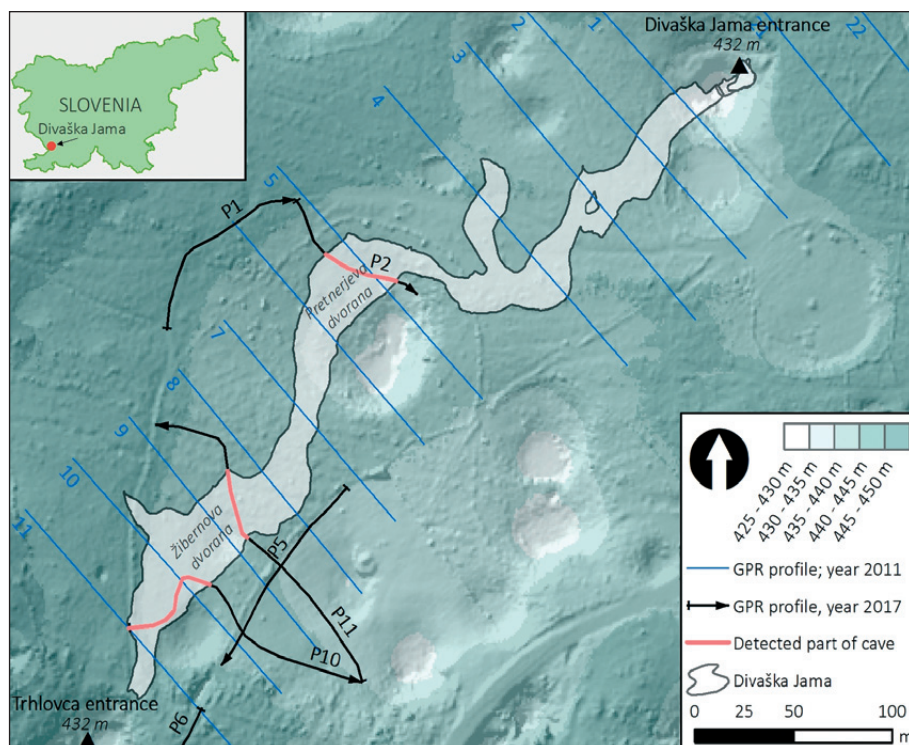 SLOVENIA
Divaška Jama
Divaška Jama entrance
432 m
22
1
2
3
4
5
7
8
9
10
11
P1
P2
Pretnerjeva
dvorana
Žibernova
dvorana
P5
P11
P10
P6
Trhlovca entrance
432 m
425 - 430 m
430 - 435 m
435 - 440 m
440 - 445 m
445 - 450 m
GPR profile; year 2011
GPR profile, year 2017
Detected part of cave
Divaška Jama
0 25 50 100
m